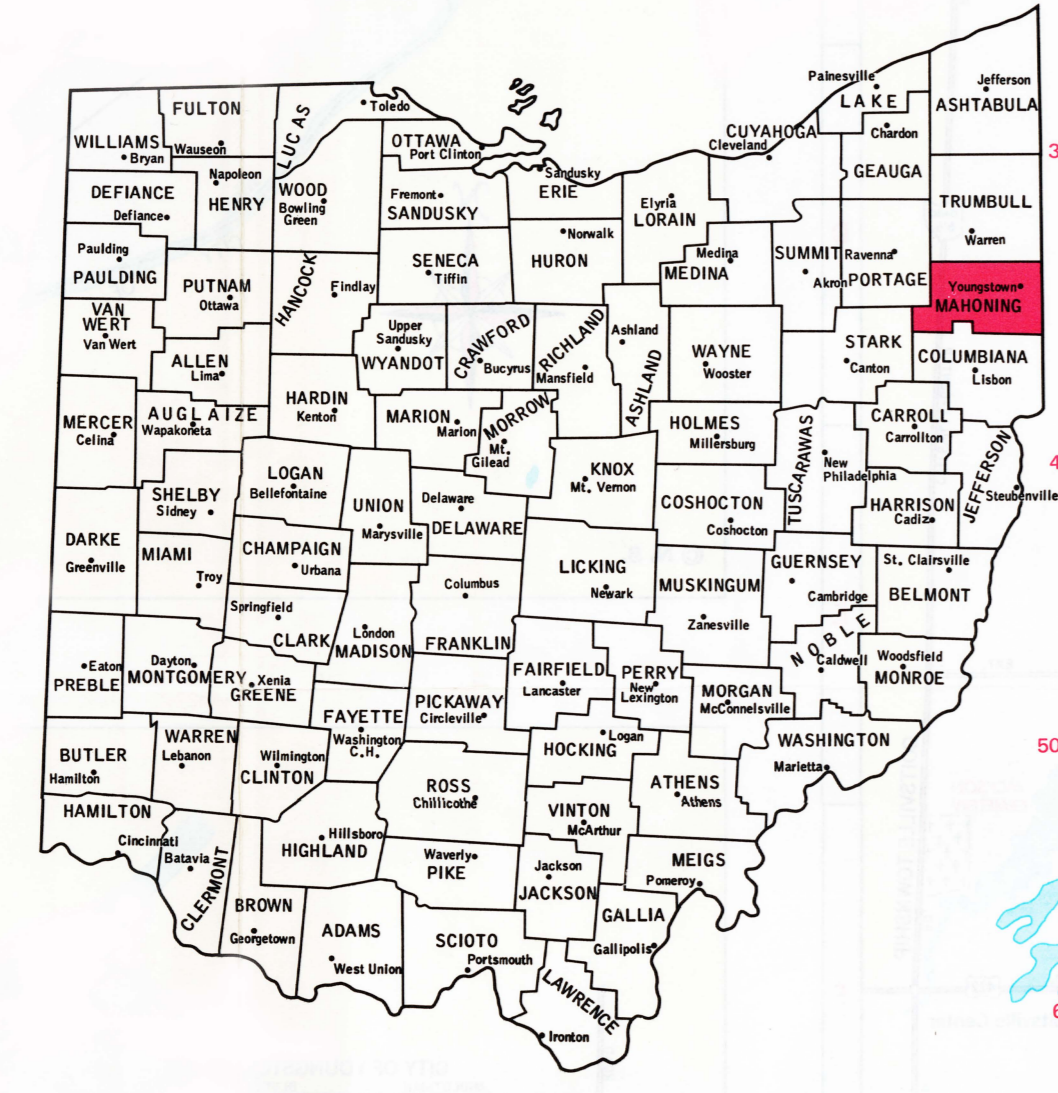 Painesville
LAKE
Jefferson
ASHTABULA
Chardon
FULTON
Wauseon
LUCAS
Toledo
WILLIAMS
Bryan
OTTAWA
Port Clinton
CUYAHOGA
Cleveland
3
GEAUGA
DEFIANCE
Defiance
Napoleon
HENRY
WOOD
Bowling
Green
Fremont
SANDUSKY
Sandusky
ERIE
Elyria
LORAIN
TRUMBULL
Warren
Paulding
PAULDING
PUTNAM
Ottawa
HANCOCK
Findlay
SENECA
Tiffin
Norwalk
HURON
Medina
MEDINA
SUMMIT
Akron
Ravenna
PORTAGE
Youngstown
MAHONING
VAN
WERT
Van Wert
ALLEN
Lima
Upper
Sandusky
WYANDOT
CRAWFORD
Bucyrus
RICHLAND
Mansfield
Ashland
ASHLAND
WAYNE
Wooster
STARK
Canton
COLUMBIANA
Lisbon
MERCER
Celina
AUGLAIZE
Wapakoneta
HARDIN
Kenton
MARION
Marion
MORROW
Mt.
Gilead
HOLMES
Millersburg
TUSCARAWAS
New
Philadelphia
CARROLL
Carrollton
JEFFERSON
Steubenville
4
SHELBY
Sidney
LOGAN
Bellefontaine
UNION
Marysville
Delaware
DELAWARE
KNOX
Mt. Vernon
COSHOCTON
Coshocton
HARRISON
Cadiz
DARKE
Greenville
MIAMI
Troy
CHAMPAIGN
Urbana
Columbus
FRANKLIN
LICKING
Newark
MUSKINGUM
Zanesville
GUERNSEY
Cambridge
St. Clairsville
BELMONT
Springfield
CLARK
London
MADISON
NOBLE
Caldwell
Woodsfield
MONROE
Eaton
PREBLE
Dayton
MONTGOMERY
Xenia
GREENE
FAYETTE
Washington
C.H.
PICKAWAY
Circleville
FAIRFIELD
Lancaster
PERRY
New
Lexington
MORGAN
McConnelsville
WASHINGTON
Marietta
50
BUTLER
Hamilton
WARREN
Lebanon
Wilmington
CLINTON
ROSS
Chillicothe
Logan
HOCKING
ATHENS
Athens
HAMILTON
Cincinnati
Batavia
CLERMONT
Hillsboro
HIGHLAND
Waverly
PIKE
VINTON
McArthur
Jackson
JACKSON
MEIGS
Pomeroy
BROWN
Georgetown
ADAMS
West Union
SCIOTO
Portsmouth
GALLIA
Gallipolis
LAWRENCE
Ironton
6